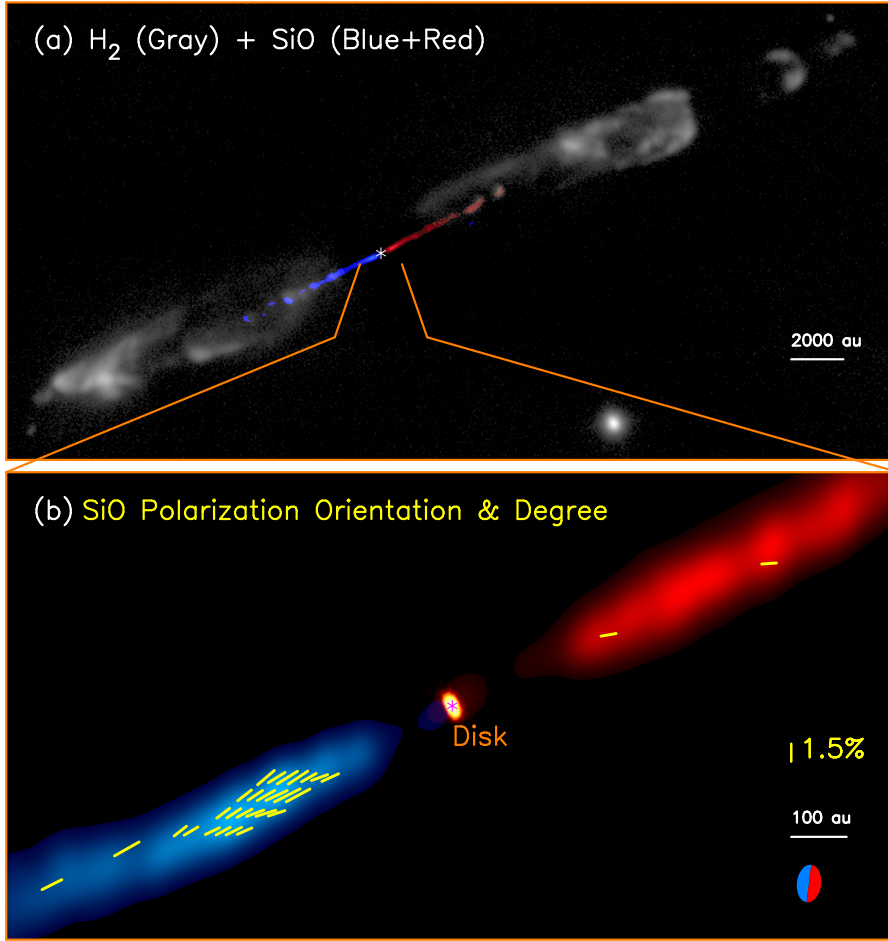 (a) H₂ (Gray) + SiO (Blue+Red)
2000 au
(b) SiO Polarization Orientation & Degree
Disk
1.5%
100 au